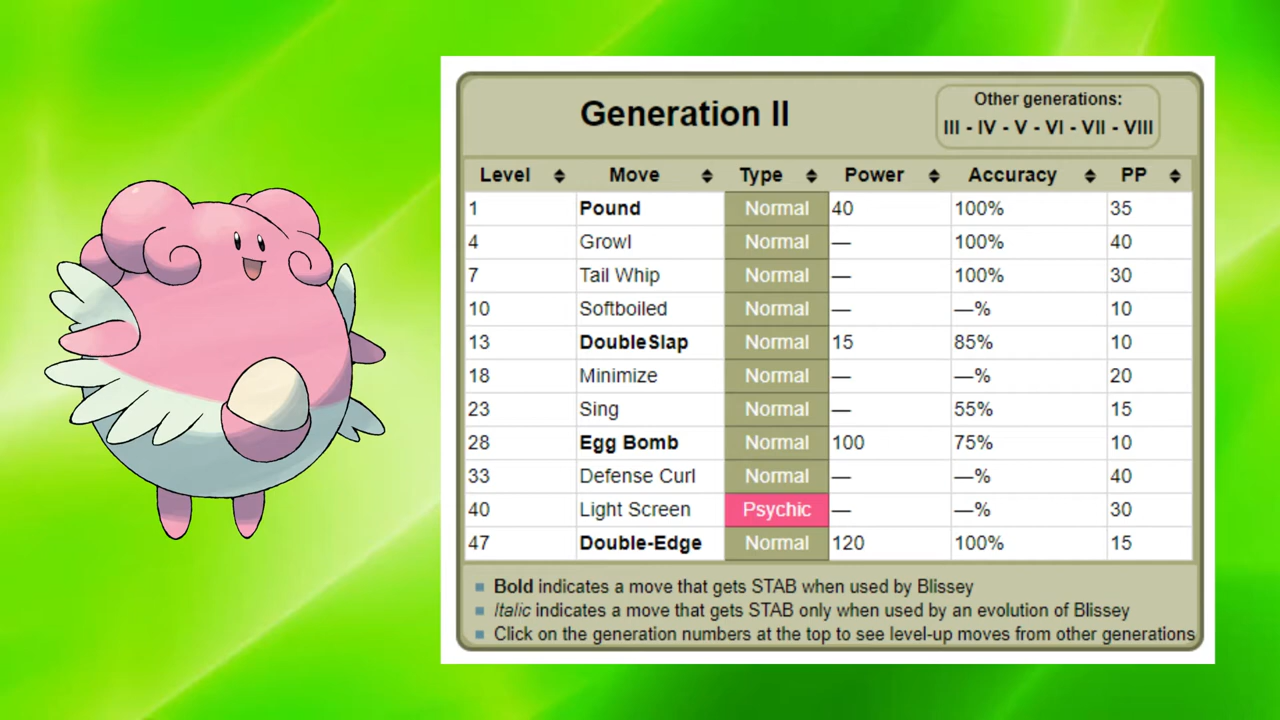 Generation II
Other generations:
III - IV - V - VI - VII - VIII
Level Move Type Power Accuracy PP
1 Pound Normal 40 100% 35
4 Growl Normal — 100% 40
7 Tail Whip Normal — 100% 30
10 Softboiled Normal — —% 10
13 DoubleSlap Normal 15 85% 10
18 Minimize Normal — —% 20
23 Sing Normal — 55% 15
28 Egg Bomb Normal 100 75% 10
33 Defense Curl Normal — —% 40
40 Light Screen Psychic — —% 30
47 Double-Edge Normal 120 100% 15
Bold indicates a move that gets STAB when used by Blissey
Italic indicates a move that gets STAB only when used by an evolution of Blissey
Click on the generation numbers at the top to see level-up moves from other generations